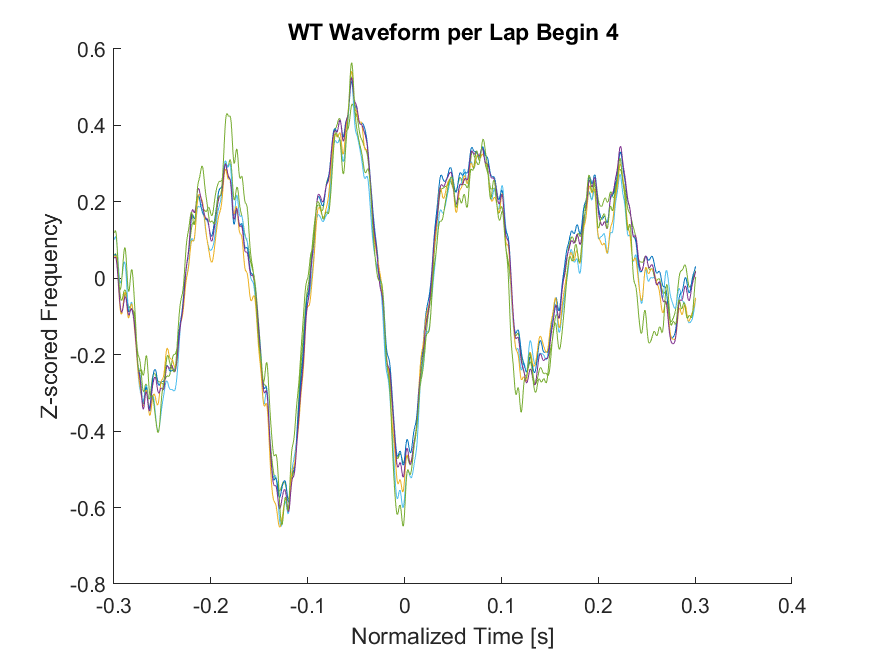 WT Waveform per Lap Begin 4
0.6
0.4
0.2
0
-0.2
-0.4
-0.6
-0.8
Z-scored Frequency
-0.3 -0.2 -0.1 0 0.1 0.2 0.3 0.4
Normalized Time [s]